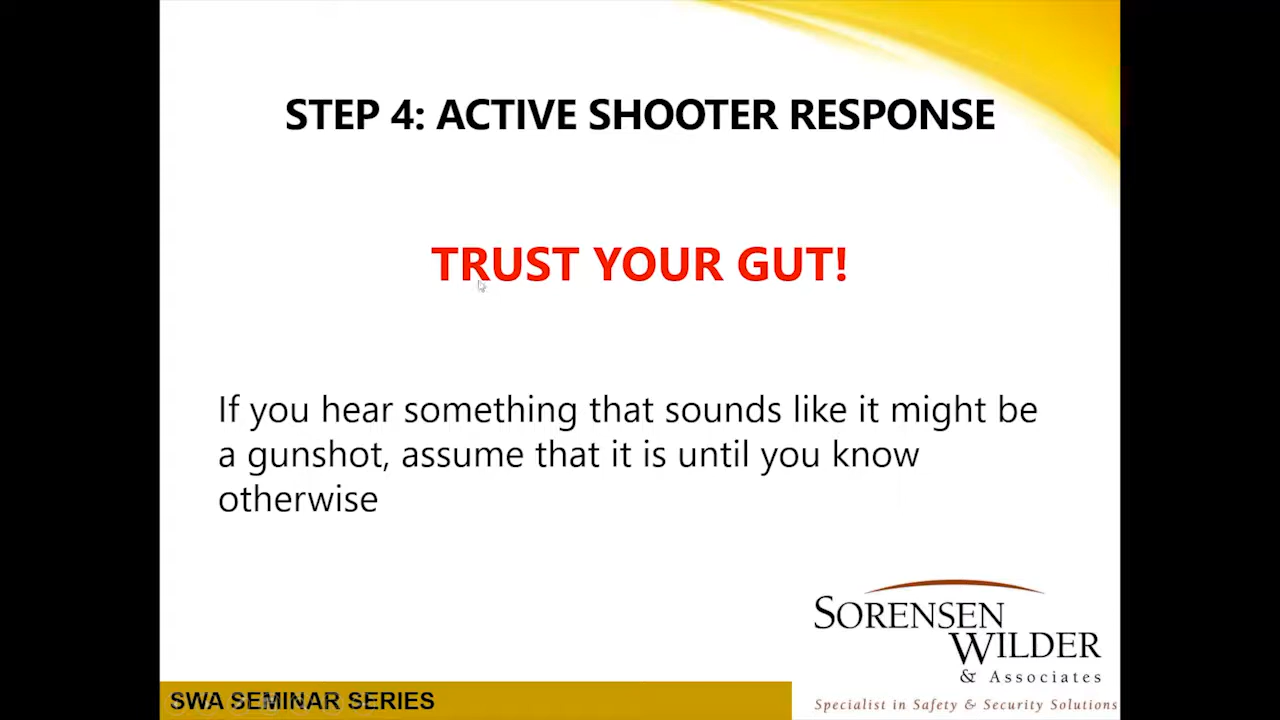 STEP 4: ACTIVE SHOOTER RESPONSE
TRUST YOUR GUT!
If you hear something that sounds like it might be
a gunshot, assume that it is until you know
otherwise
SORENSEN
WILDER
& Associates
Specialist in Safety & Security Solutions
SWA SEMINAR SERIES